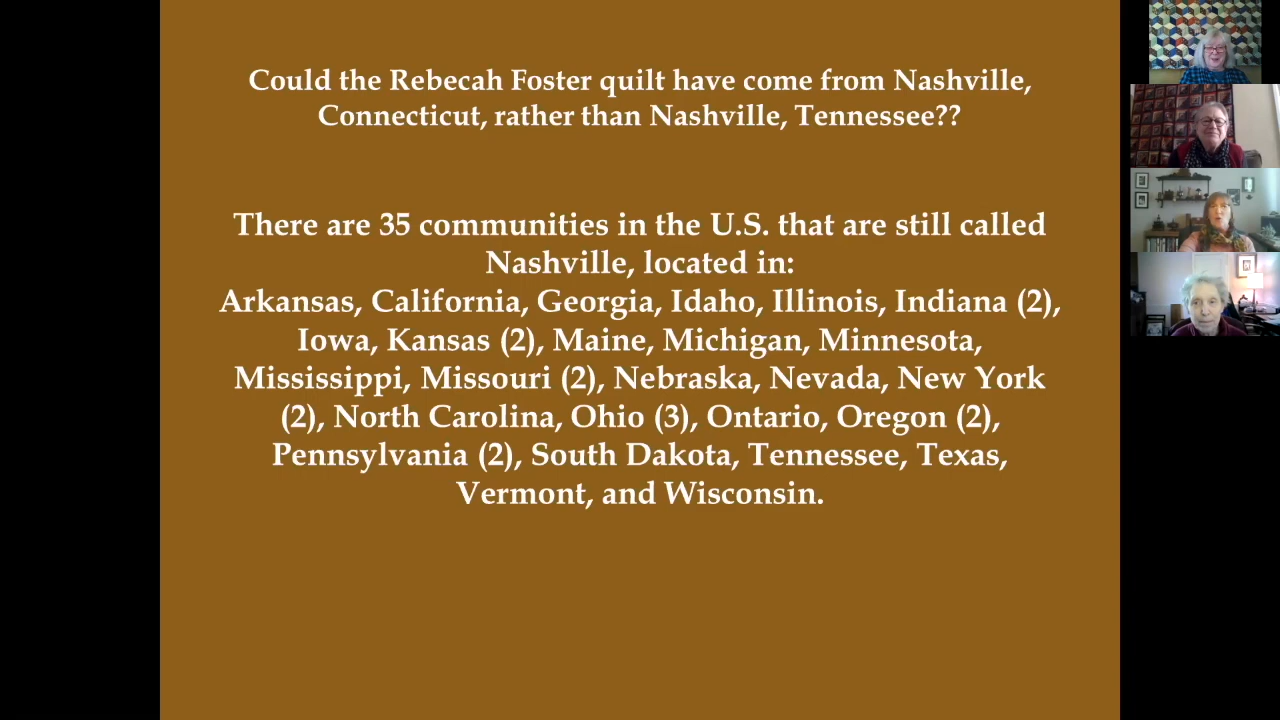 Could the Rebecah Foster quilt have come from Nashville,
Connecticut, rather than Nashville, Tennessee??
There are 35 communities in the U.S. that are still called
Nashville, located in:
Arkansas, California, Georgia, Idaho, Illinois, Indiana (2),
Iowa, Kansas (2), Maine, Michigan, Minnesota,
Mississippi, Missouri (2), Nebraska, Nevada, New York
(2), North Carolina, Ohio (3), Ontario, Oregon (2),
Pennsylvania (2), South Dakota, Tennessee, Texas,
Vermont, and Wisconsin.